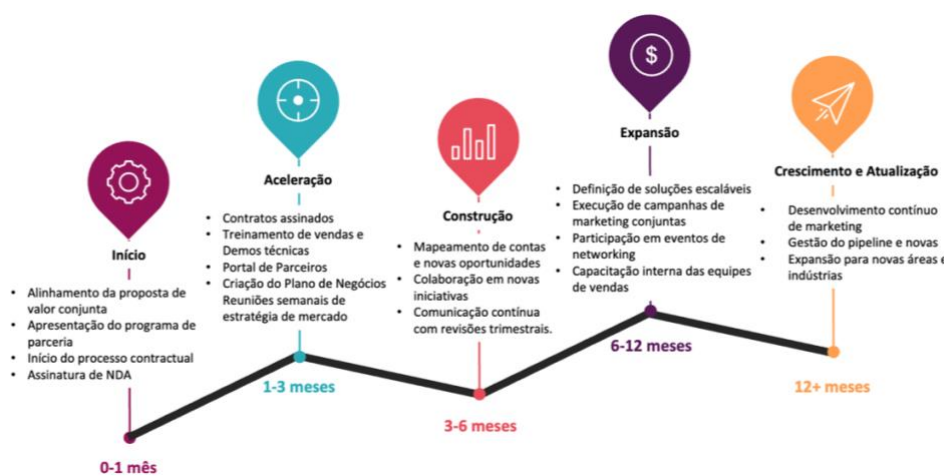 Início
• Alinhamento da proposta de
valor conjunta
• Apresentação do programa de
parceria
• Início do processo contractual
• Assinatura de NDA
0-1 mês
Aceleração
• Contratos assinados
• Treinamento de vendas e
Demos técnicas
• Portal de Parceiros
• Criação do Plano de Negócios
Reuniões semanais de
estratégia de mercado
1-3 meses
Construção
• Mapeamento de contas
e novas oportunidades
• Colaboração em novas
iniciativas
• Comunicação contínua
com revisões trimestrais.
3-6 meses
$
Expansão
• Definição de soluções escaláveis
• Execução de campanhas de
marketing conjuntas
• Participação em eventos de
networking
• Capacitação interna das equipes
de vendas
6-12 meses
Crescimento e Atualização
• Desenvolvimento contínuo
de marketing
• Gestão do pipeline e novas
• Expansão para novas áreas e
indústrias
12+ meses